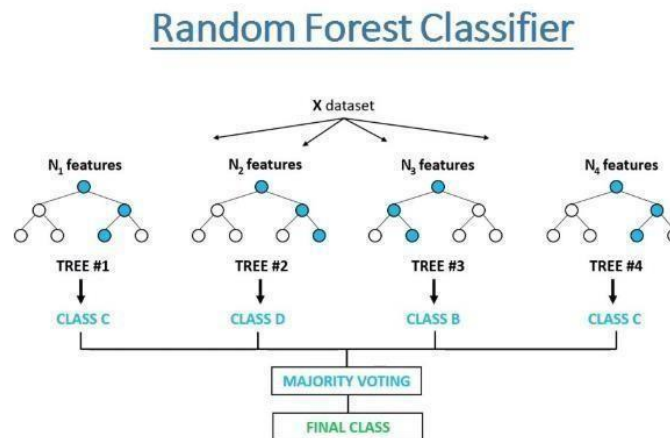 Random Forest Classifier
X dataset
N1 features
N2 features
N3 features
N4 features
TREE #1
TREE #2
TREE #3
TREE #4
CLASS C
CLASS D
CLASS B
CLASS C
MAJORITY VOTING
FINAL CLASS